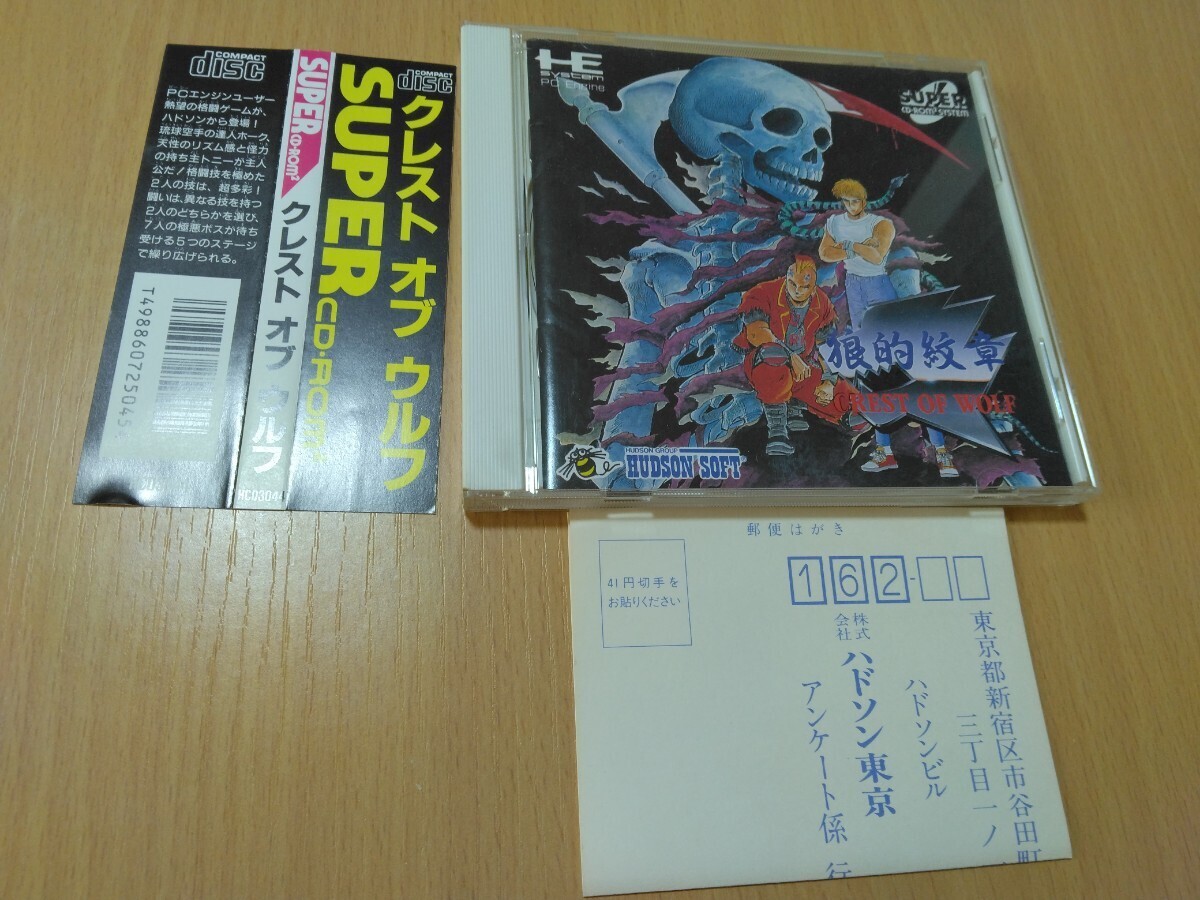 COMPACT
disc
PCエンジンユーザー
熱望の格闘ゲームが、
ハドソンから登場！
琉球空手の達人ホーク、
天性のリズム感と怪力
の持ち主トニーが主人
公だ！格闘技を極めた
2人の技は、超多彩！
闘いは、異なる技を持つ
2人のどちらかを選び、
7人の極悪ボスが待ち
受ける5つのステージ
で繰り広げられる。
T4988607250454
SUPER CD-ROM²
クレスト オブ ウルフ
HCD3044
COMPACT
disc
クレスト オブ ウルフ
SUPER CD-ROM²
HE
system
PC Engine
SUPER
CD-ROM² SYSTEM
狼的紋章
REST OF WOLF
HUDSON GROUP
HUDSON SOFT
郵便はがき
41円切手を
お貼りください
162-
東京都新宿区市谷田町
三丁目一ノ
ハドソンビル
株式会社 ハドソン東京
アンケート係 行